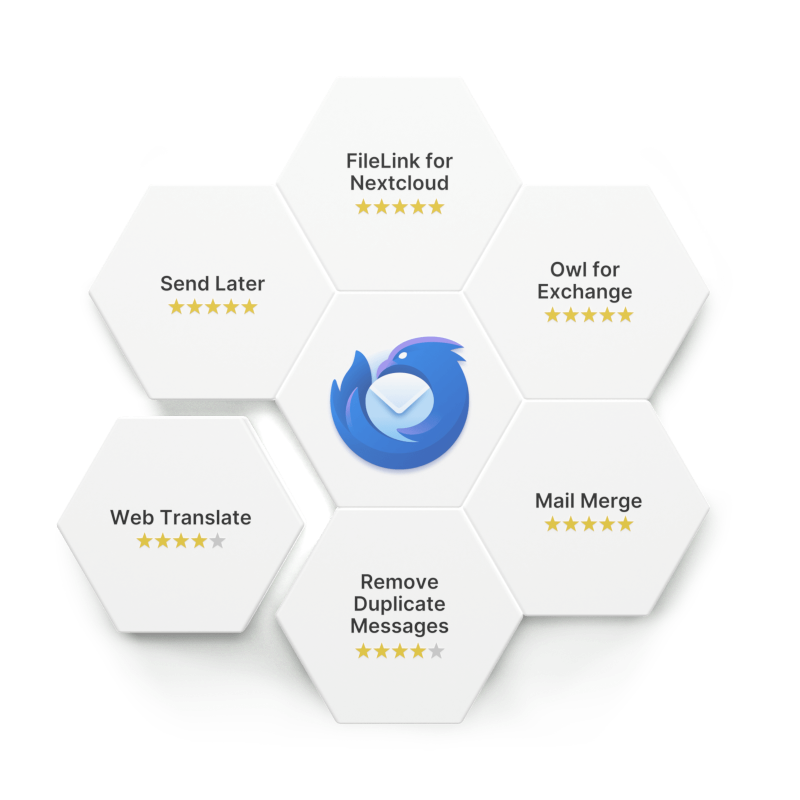 FileLink for
Nextcloud
Send Later
Owl for
Exchange
Web Translate
Mail Merge
Remove
Duplicate
Messages